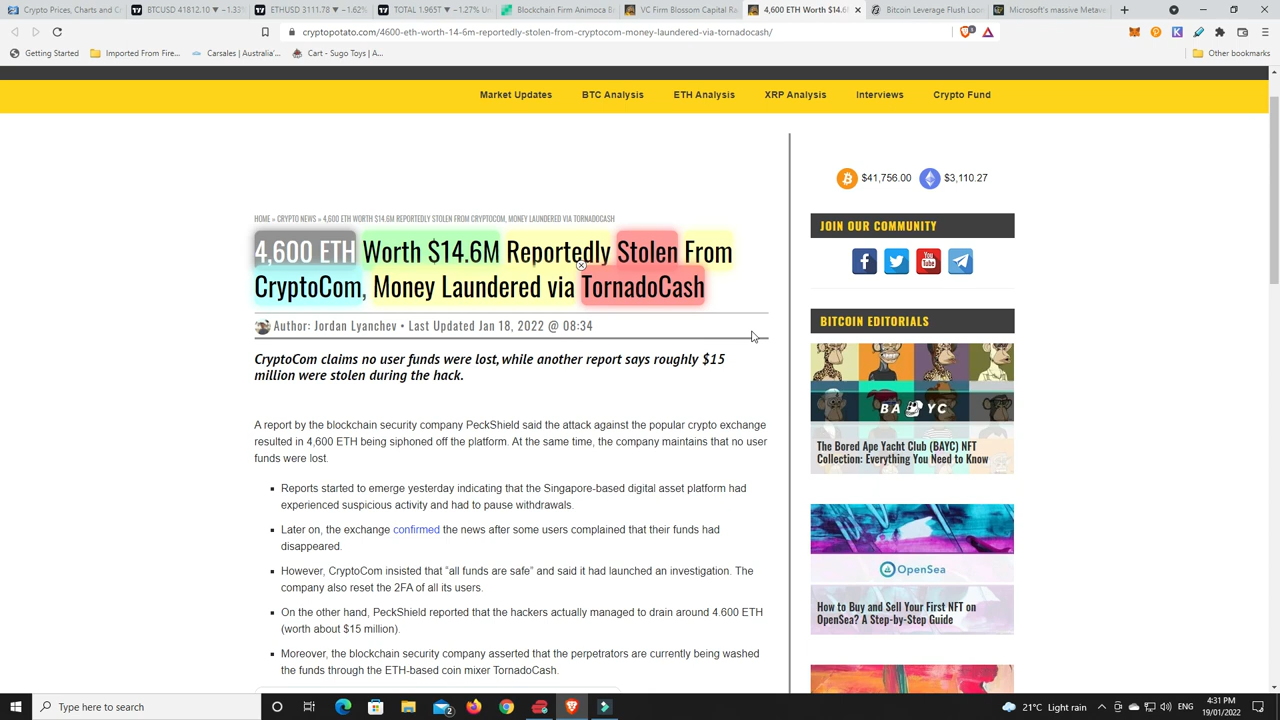 Crypto Prices, Charts and Cr
BTCUSD 41812.10 −1.33%
ETHUSD 3111.78 −1.62%
TOTAL 1.965T −1.27% Un
Blockchain Firm Animoca Br
VC Firm Blossom Capital Ra
4,600 ETH Worth $14.6
Bitcoin Leverage Flush Loo
Microsoft's massive Metave
cryptopotato.com/4600-eth-worth-14-6m-reportedly-stolen-from-cryptocom-money-laundered-via-tornadocash/
Getting Started
Imported From Fire...
Carsales | Australia'...
Cart - Sugo Toys | A...
Other bookmarks
Market Updates
BTC Analysis
ETH Analysis
XRP Analysis
Interviews
Crypto Fund
HOME » CRYPTO NEWS » 4,600 ETH WORTH $14.6M REPORTEDLY STOLEN FROM CRYPTOCOM, MONEY LAUNDERED VIA TORNADOCASH
4,600 ETH Worth $14.6M Reportedly Stolen From
CryptoCom, Money Laundered via TornadoCash
Author: Jordan Lyanchev • Last Updated Jan 18, 2022 @ 08:34
CryptoCom claims no user funds were lost, while another report says roughly $15
million were stolen during the hack.
A report by the blockchain security company PeckShield said the attack against the popular crypto exchange
resulted in 4,600 ETH being siphoned off the platform. At the same time, the company maintains that no user
funds were lost.
Reports started to emerge yesterday indicating that the Singapore-based digital asset platform had
experienced suspicious activity and had to pause withdrawals.
Later on, the exchange confirmed the news after some users complained that their funds had
disappeared.
However, CryptoCom insisted that “all funds are safe” and said it had launched an investigation. The
company also reset the 2FA of all its users.
On the other hand, PeckShield reported that the hackers actually managed to drain around 4.600 ETH
(worth about $15 million).
Moreover, the blockchain security company asserted that the perpetrators are currently being washed
the funds through the ETH-based coin mixer TornadoCash.
$41,756.00
$3,110.27
JOIN OUR COMMUNITY
You
Tube
BITCOIN EDITORIALS
BA YC
The Bored Ape Yacht Club (BAYC) NFT
Collection: Everything You Need to Know
OpenSea
How to Buy and Sell Your First NFT on
OpenSea? A Step-by-Step Guide
Type here to search
2
21°C Light rain
ENG
4:31 PM
19/01/2022